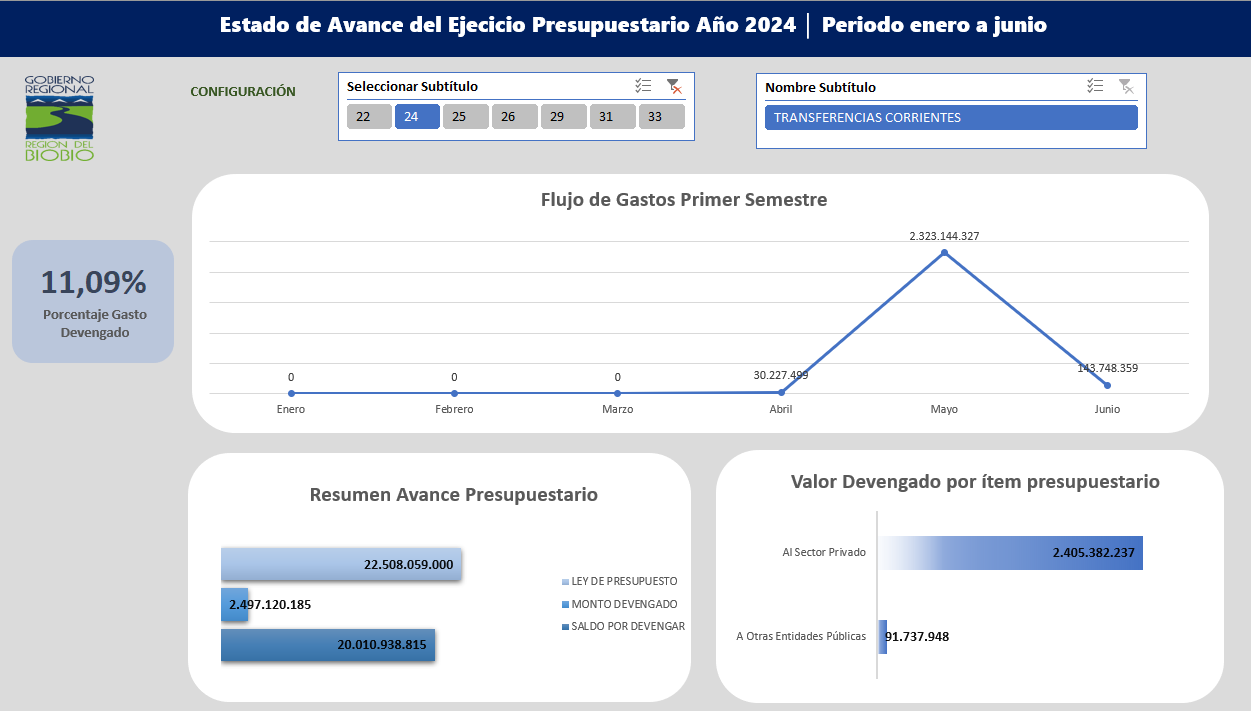 Estado de Avance del Ejecicio Presupuestario Año 2024 | Periodo enero a junio
GOBIERNO
REGIONAL
REGION DEL
BIOBIO
CONFIGURACIÓN
Seleccionar Subtítulo
22 24 25 26 29 31 33
Nombre Subtítulo
TRANSFERENCIAS CORRIENTES
Flujo de Gastos Primer Semestre
2.323.144.327
0 0 0 30.227.499 143.748.359
Enero Febrero Marzo Abril Mayo Junio
11,09%
Porcentaje Gasto
Devengado
Resumen Avance Presupuestario
22.508.059.000
2.497.120.185
20.010.938.815
LEY DE PRESUPUESTO
MONTO DEVENGADO
SALDO POR DEVENGAR
Valor Devengado por ítem presupuestario
Al Sector Privado 2.405.382.237
A Otras Entidades Públicas 91.737.948